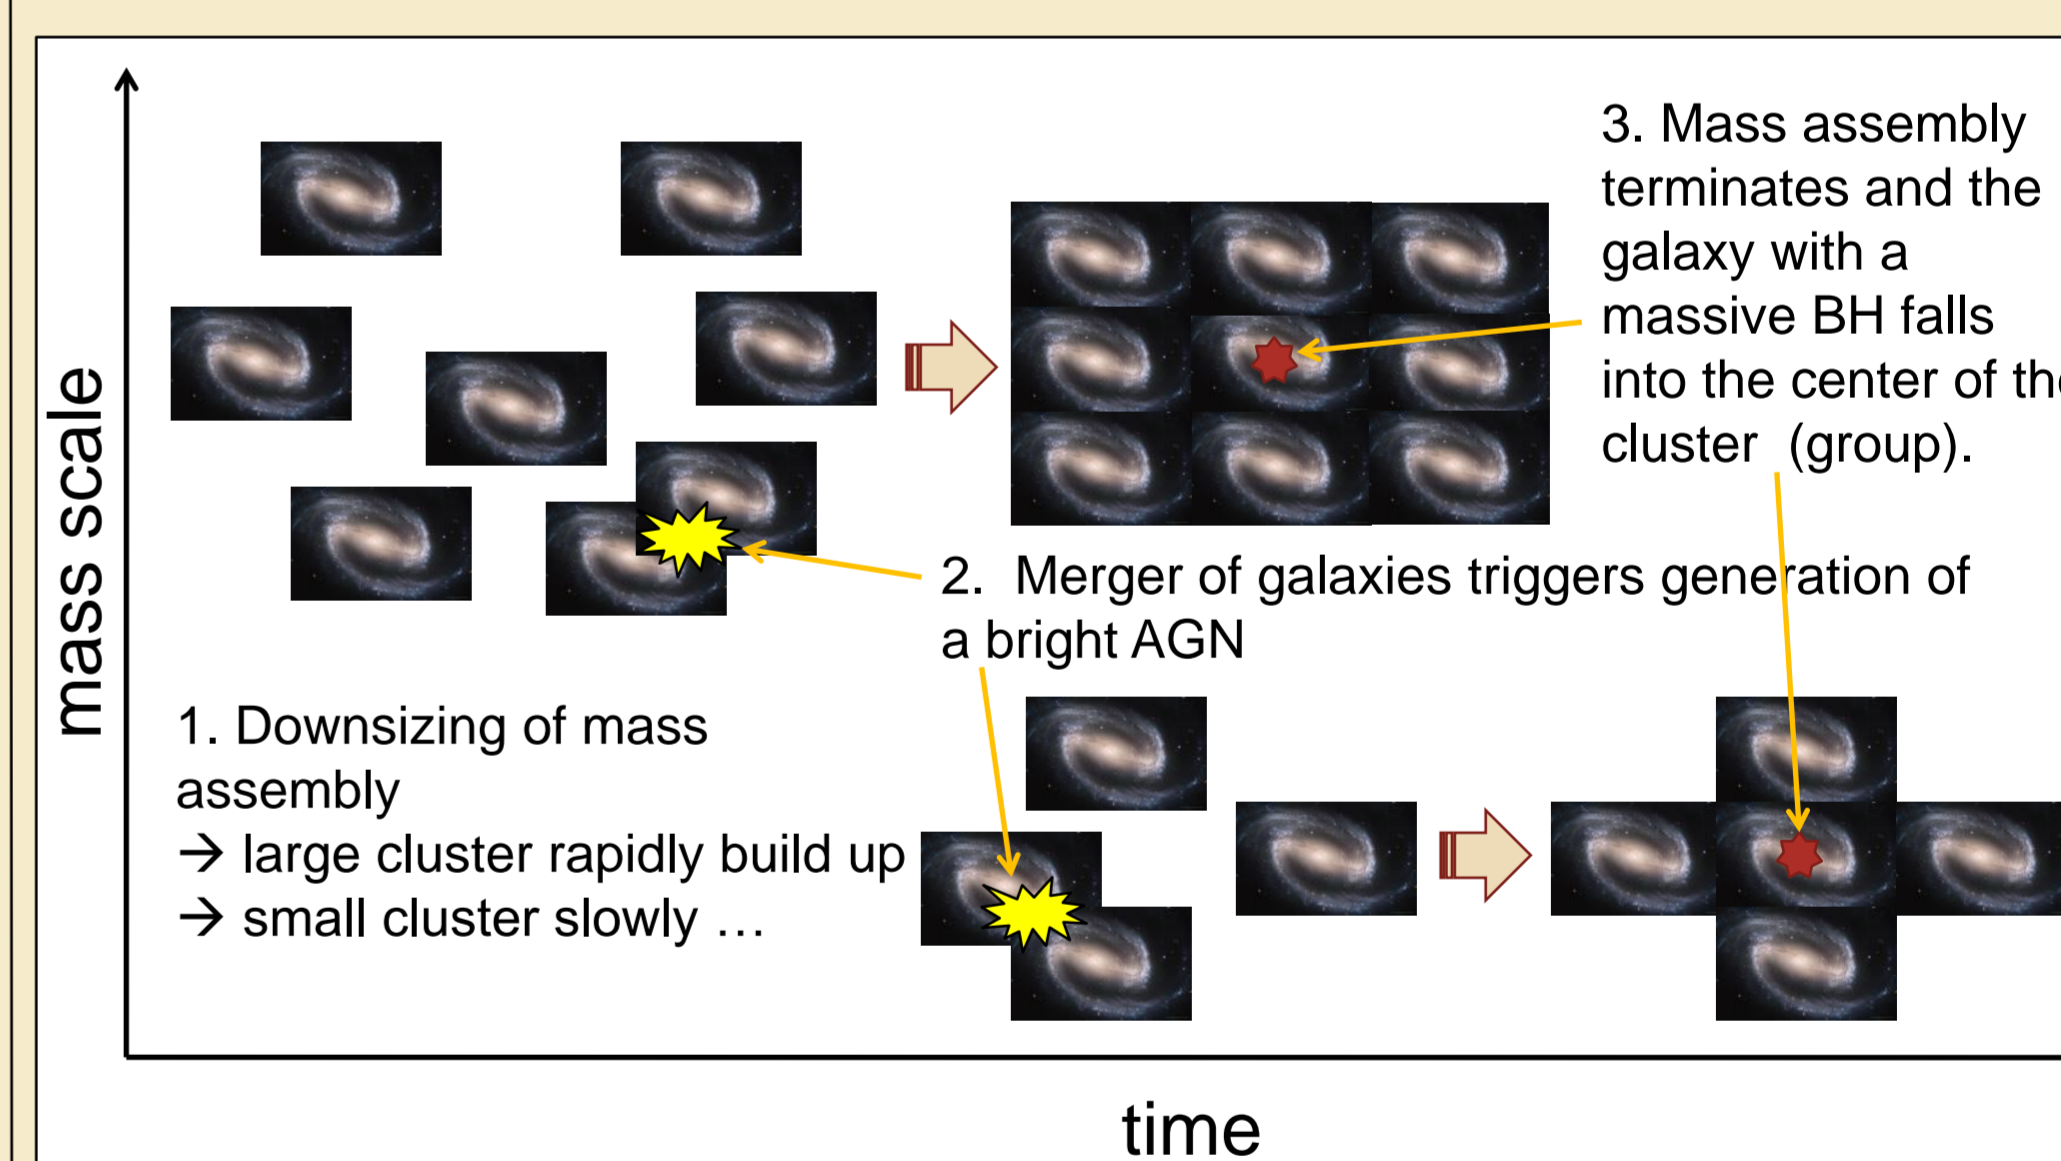 3. Mass assembly
terminates and the
galaxy with a
massive BH falls
into the center of
cluster (group).
mass scale
2. Merger of galaxies triggers generation of
a bright AGN
1. Downsizing of mass
assembly
→ large cluster rapidly build up
→ small cluster slowly …
time